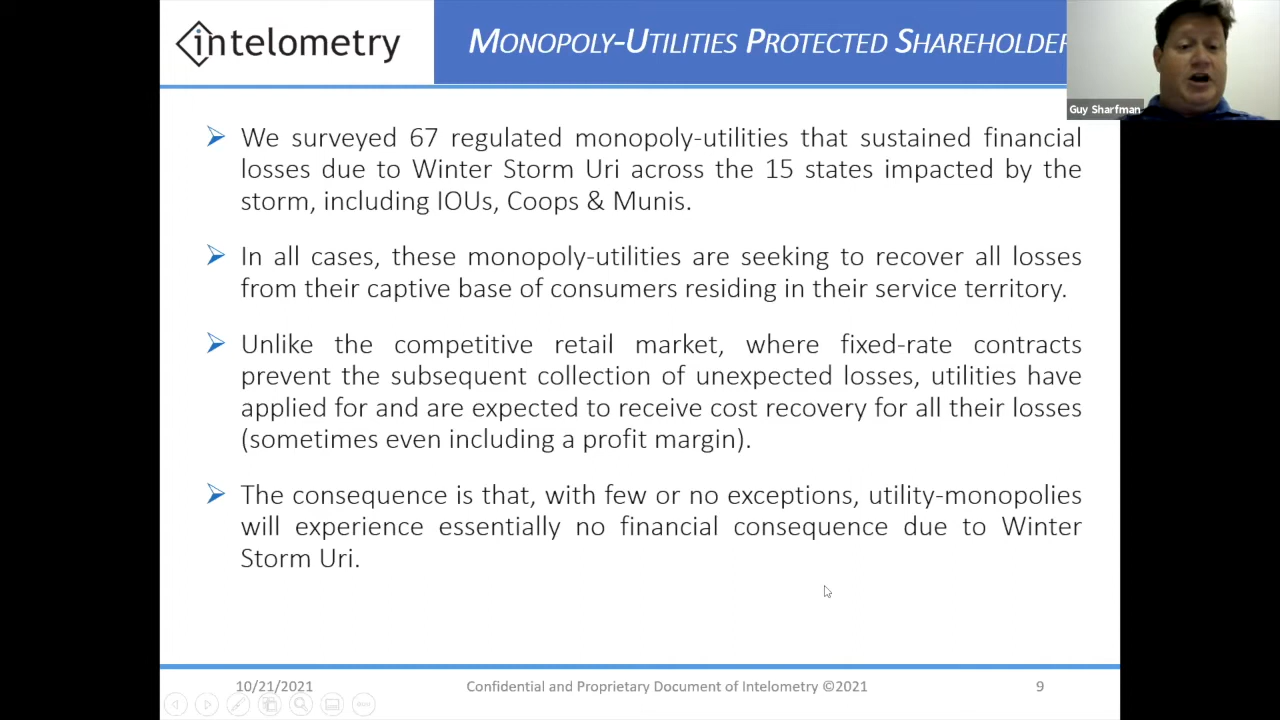 intelometry
MONOPOLY-UTILITIES PROTECTED SHAREHOLDER
Guy Sharfman
We surveyed 67 regulated monopoly-utilities that sustained financial
losses due to Winter Storm Uri across the 15 states impacted by the
storm, including IOUs, Coops & Munis.
In all cases, these monopoly-utilities are seeking to recover all losses
from their captive base of consumers residing in their service territory.
Unlike the competitive retail market, where fixed-rate contracts
prevent the subsequent collection of unexpected losses, utilities have
applied for and are expected to receive cost recovery for all their losses
(sometimes even including a profit margin).
The consequence is that, with few or no exceptions, utility-monopolies
will experience essentially no financial consequence due to Winter
Storm Uri.
10/21/2021
Confidential and Proprietary Document of Intelometry ©2021
9